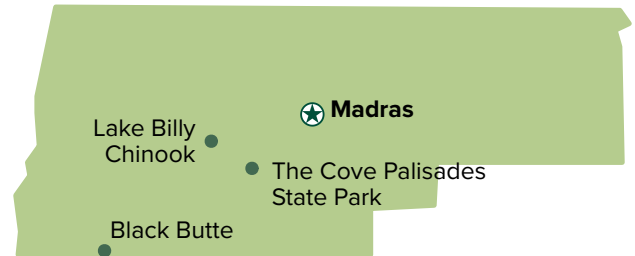 Madras
Lake Billy
Chinook
The Cove Palisades
State Park
Black Butte